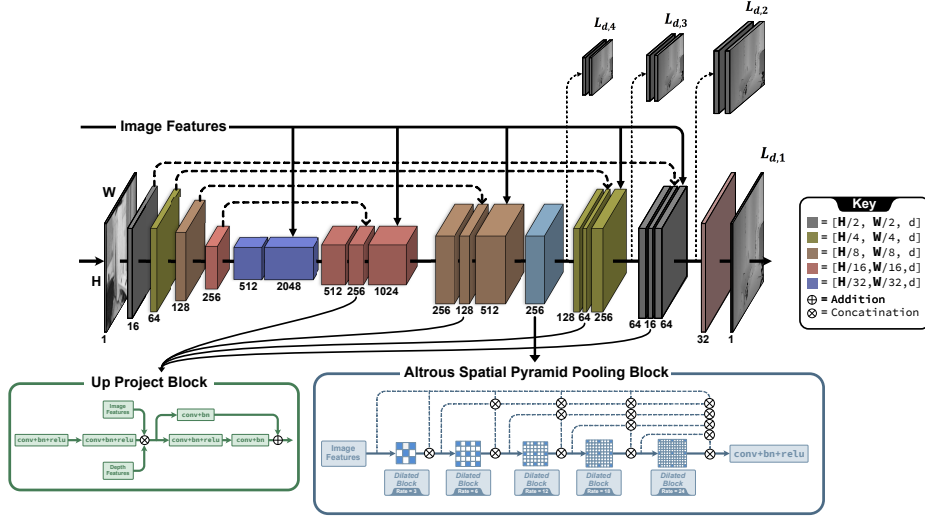 L_{d,4}
L_{d,3}
L_{d,2}
Image Features
W
H
L_{d,1}
1
16
64
128
256
512
2048
512
256
1024
256
128
512
256
128
64
256
64
16
64
32
1
Key
= [H/2, W/2, d]
= [H/4, W/4, d]
= [H/8, W/8, d]
= [H/16,W/16,d]
= [H/32,W/32,d]
⊕ = Addition
⊗ = Concatination
Up Project Block
Image
Features
conv+bn
conv+bn+relu
conv+bn+relu
conv+bn+relu
conv+bn
Depth
Features
Altrous Spatial Pyramid Pooling Block
Image
Features
conv+bn+relu
Dilated
Block
Rate = 3
Dilated
Block
Rate = 6
Dilated
Block
Rate = 12
Dilated
Block
Rate = 18
Dilated
Block
Rate = 24